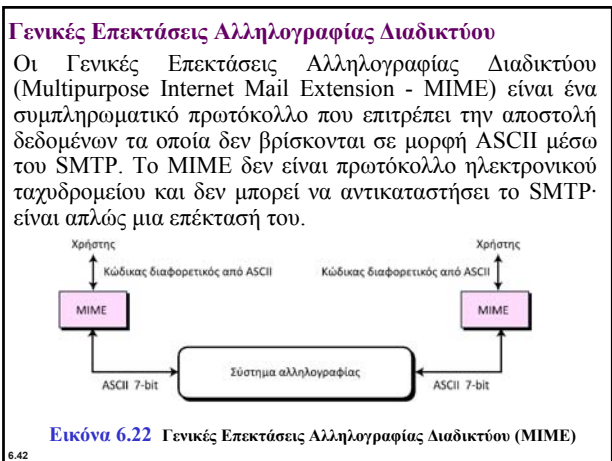 Γενικές Επεκτάσεις Αλληλογραφίας Διαδικτύου
Οι Γενικές Επεκτάσεις Αλληλογραφίας Διαδικτύου
(Multipurpose Internet Mail Extension - MIME) είναι ένα
συμπληρωματικό πρωτόκολλο που επιτρέπει την αποστολή
δεδομένων τα οποία δεν βρίσκονται σε μορφή ASCII μέσω
του SMTP. Το MIME δεν είναι πρωτόκολλο ηλεκτρονικού
ταχυδρομείου και δεν μπορεί να αντικαταστήσει το SMTP·
είναι απλώς μια επέκτασή του.
Χρήστης Χρήστης
Κώδικας διαφορετικός από ASCII Κώδικας διαφορετικός από ASCII
MIME MIME
Σύστημα αλληλογραφίας
ASCII 7-bit ASCII 7-bit
Εικόνα 6.22 Γενικές Επεκτάσεις Αλληλογραφίας Διαδικτύου (MIME)
6.42